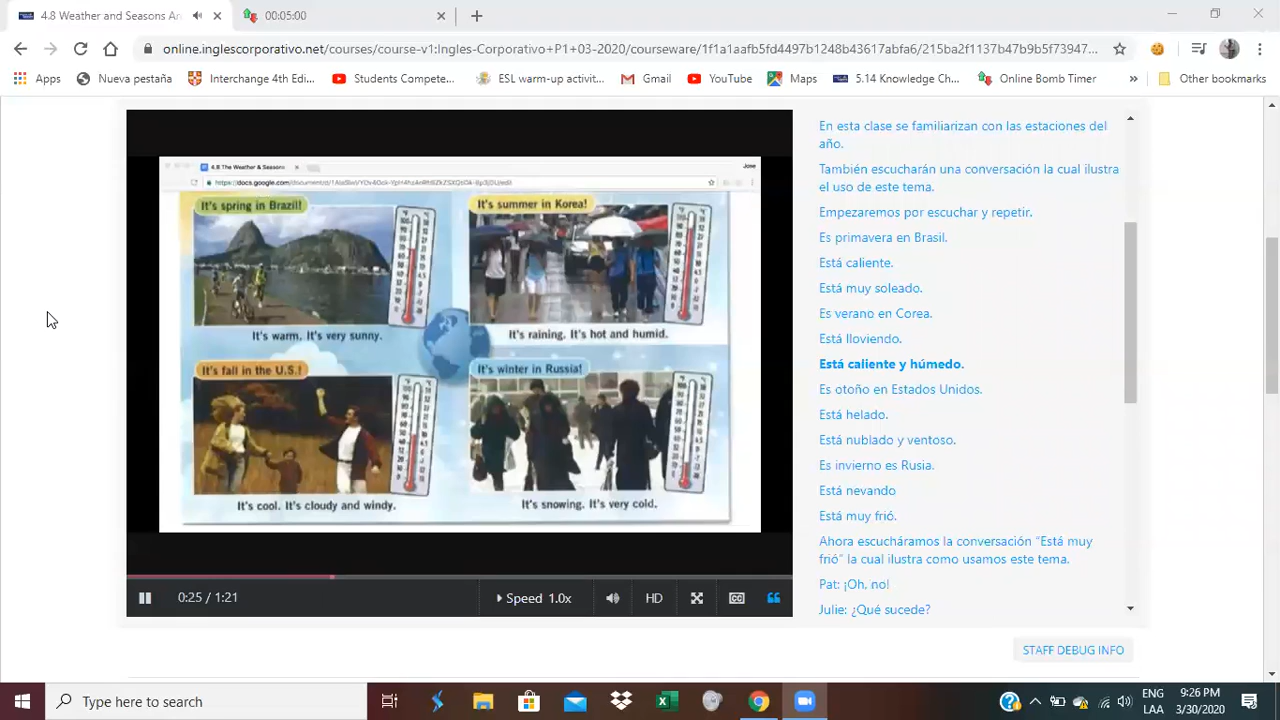 4.8 Weather and Seasons An
00:05:00
online.inglescorporativo.net/courses/course-v1:Ingles-Corporativo+P1+03-2020/courseware/1f1a1aafb5fd4497b1248b43617abfa6/215ba2f1137b47b9b5f73947...
Apps Nueva pestaña Interchange 4th Edi... Students Compete... ESL warm-up activit... Gmail YouTube Maps 5.14 Knowledge Ch... Online Bomb Timer » Other bookmarks
4.8 The Weather & Seasons
Jose
It's spring in Brazil!
It's summer in Korea!
It's warm. It's very sunny.
It's raining. It's hot and humid.
It's fall in the U.S.!
It's winter in Russia!
It's cool. It's cloudy and windy.
It's snowing. It's very cold.
0:25 / 1:21
Speed 1.0x
HD
CC
En esta clase se familiarizan con las estaciones del
año.
También escucharán una conversación la cual ilustra
el uso de este tema.
Empezaremos por escuchar y repetir.
Es primavera en Brasil.
Está caliente.
Está muy soleado.
Es verano en Corea.
Está lloviendo.
Está caliente y húmedo.
Es otoño en Estados Unidos.
Está helado.
Está nublado y ventoso.
Es invierno es Rusia.
Está nevando
Está muy frió.
Ahora escucháramos la conversación “Está muy
frió” la cual ilustra como usamos este tema.
Pat: ¡Oh, no!
Julie: ¿Qué sucede?
STAFF DEBUG INFO
Type here to search
ENG
LAA
9:26 PM
3/30/2020